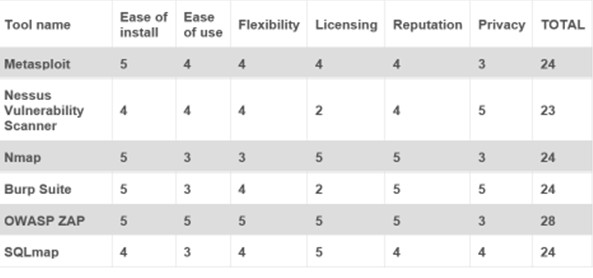 Tool name Ease of install Ease of use Flexibility Licensing Reputation Privacy TOTAL
Metasploit 5 4 4 4 4 3 24
Nessus Vulnerability Scanner 4 4 4 2 4 5 23
Nmap 5 3 3 5 5 3 24
Burp Suite 5 3 4 2 5 5 24
OWASP ZAP 5 5 5 5 5 3 28
SQLmap 4 3 4 5 4 4 24